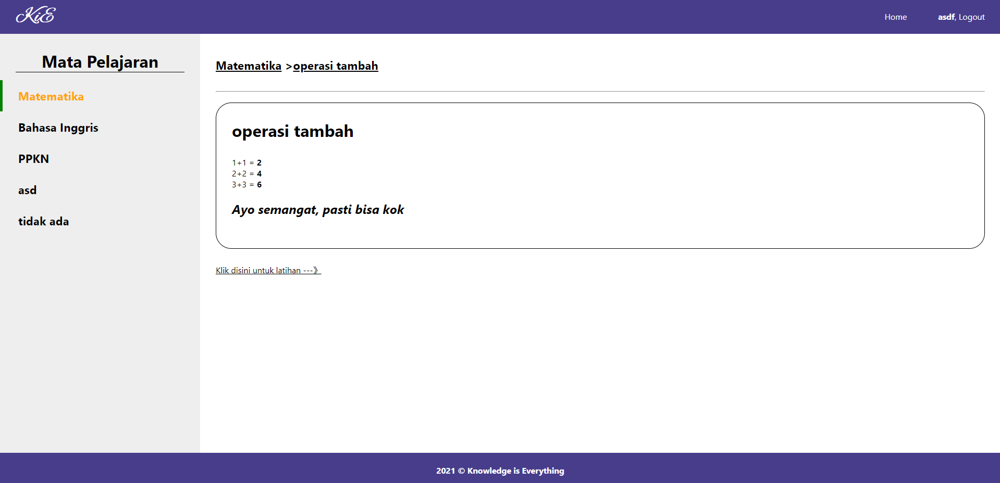 KiE
Home
asdf, Logout
Mata Pelajaran
Matematika
Bahasa Inggris
PPKN
asd
tidak ada
Matematika >operasi tambah
operasi tambah
1+1 = 2
2+2 = 4
3+3 = 6
Ayo semangat, pasti bisa kok
Klik disini untuk latihan ---》
2021 © Knowledge is Everything